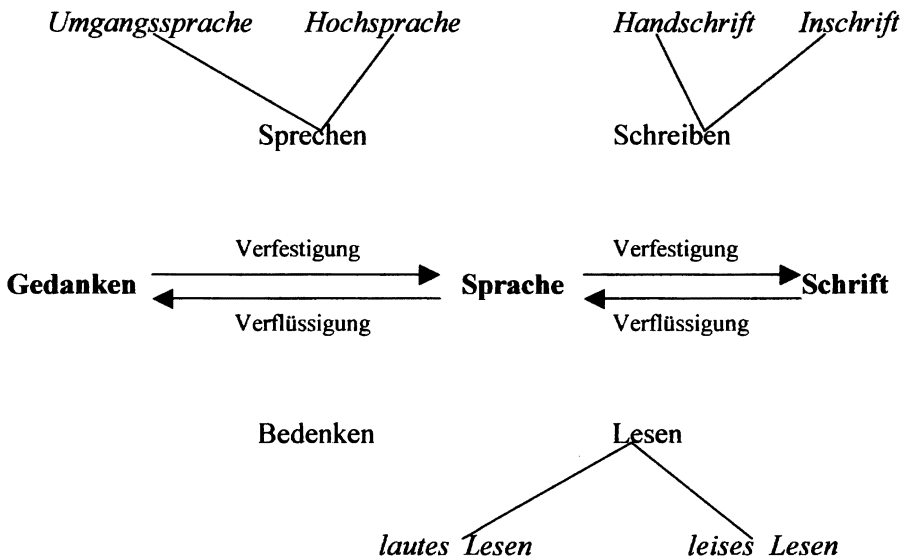 Umgangssprache Hochsprache Handschrift Inschrift
Sprechen Schreiben
Verfestigung Verfestigung
Gedanken Sprache Schrift
Verflüssigung Verflüssigung
Bedenken Lesen
lautes Lesen leises Lesen